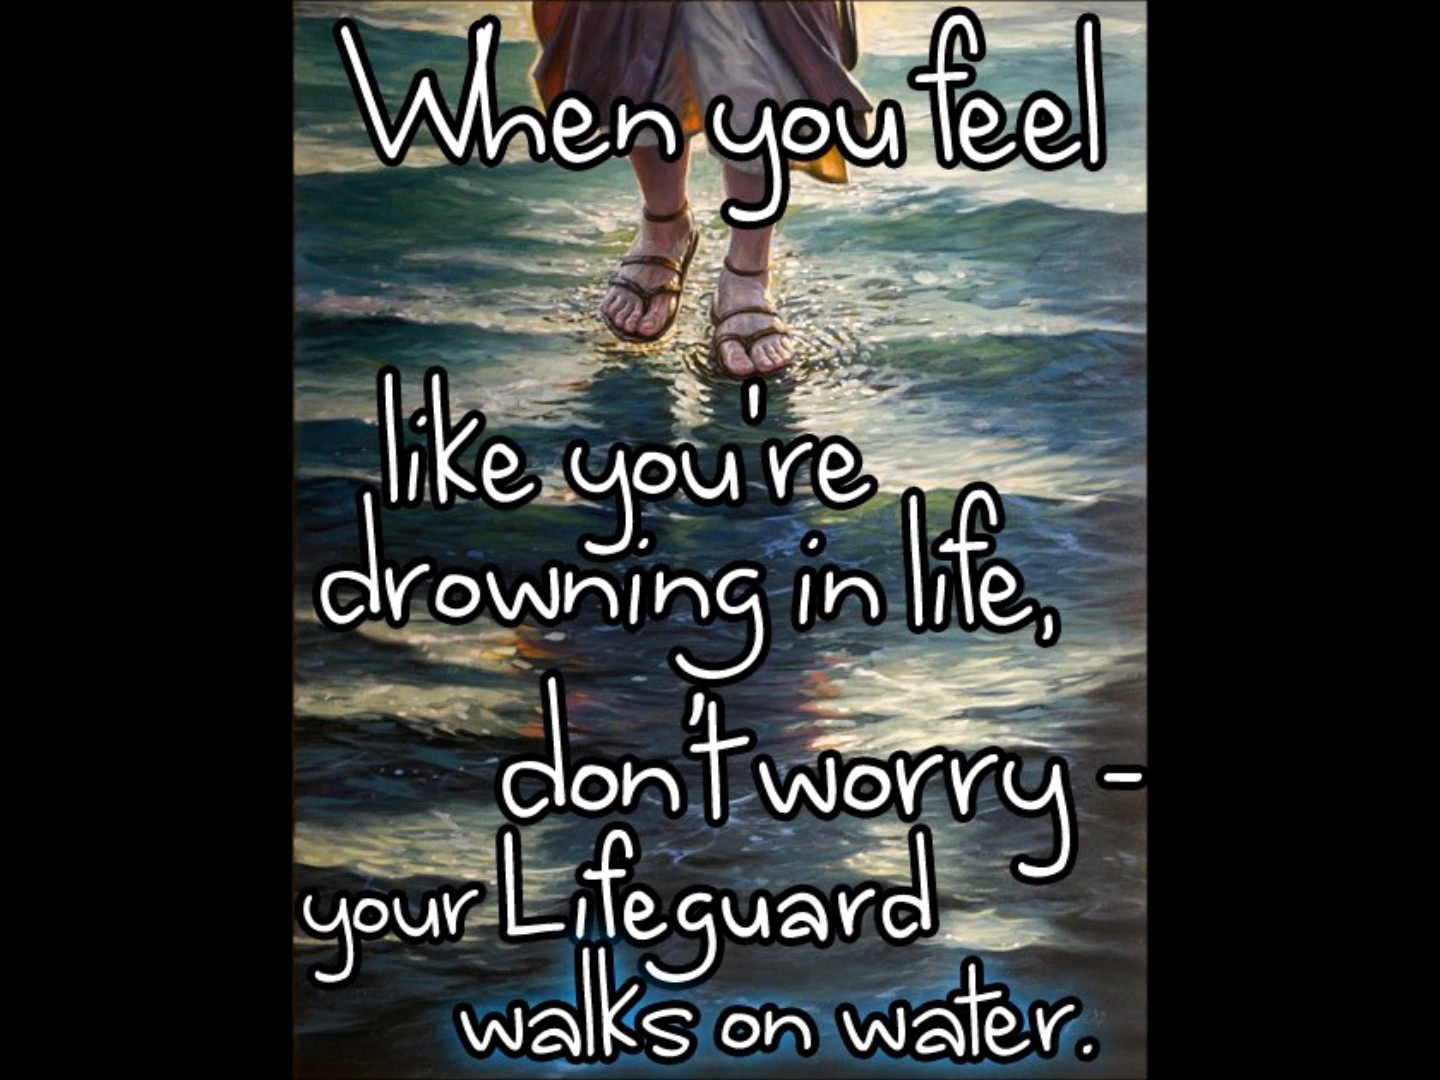 When you feel
like you're
drowning in life,
don't worry -
your Lifeguard
walks on water.